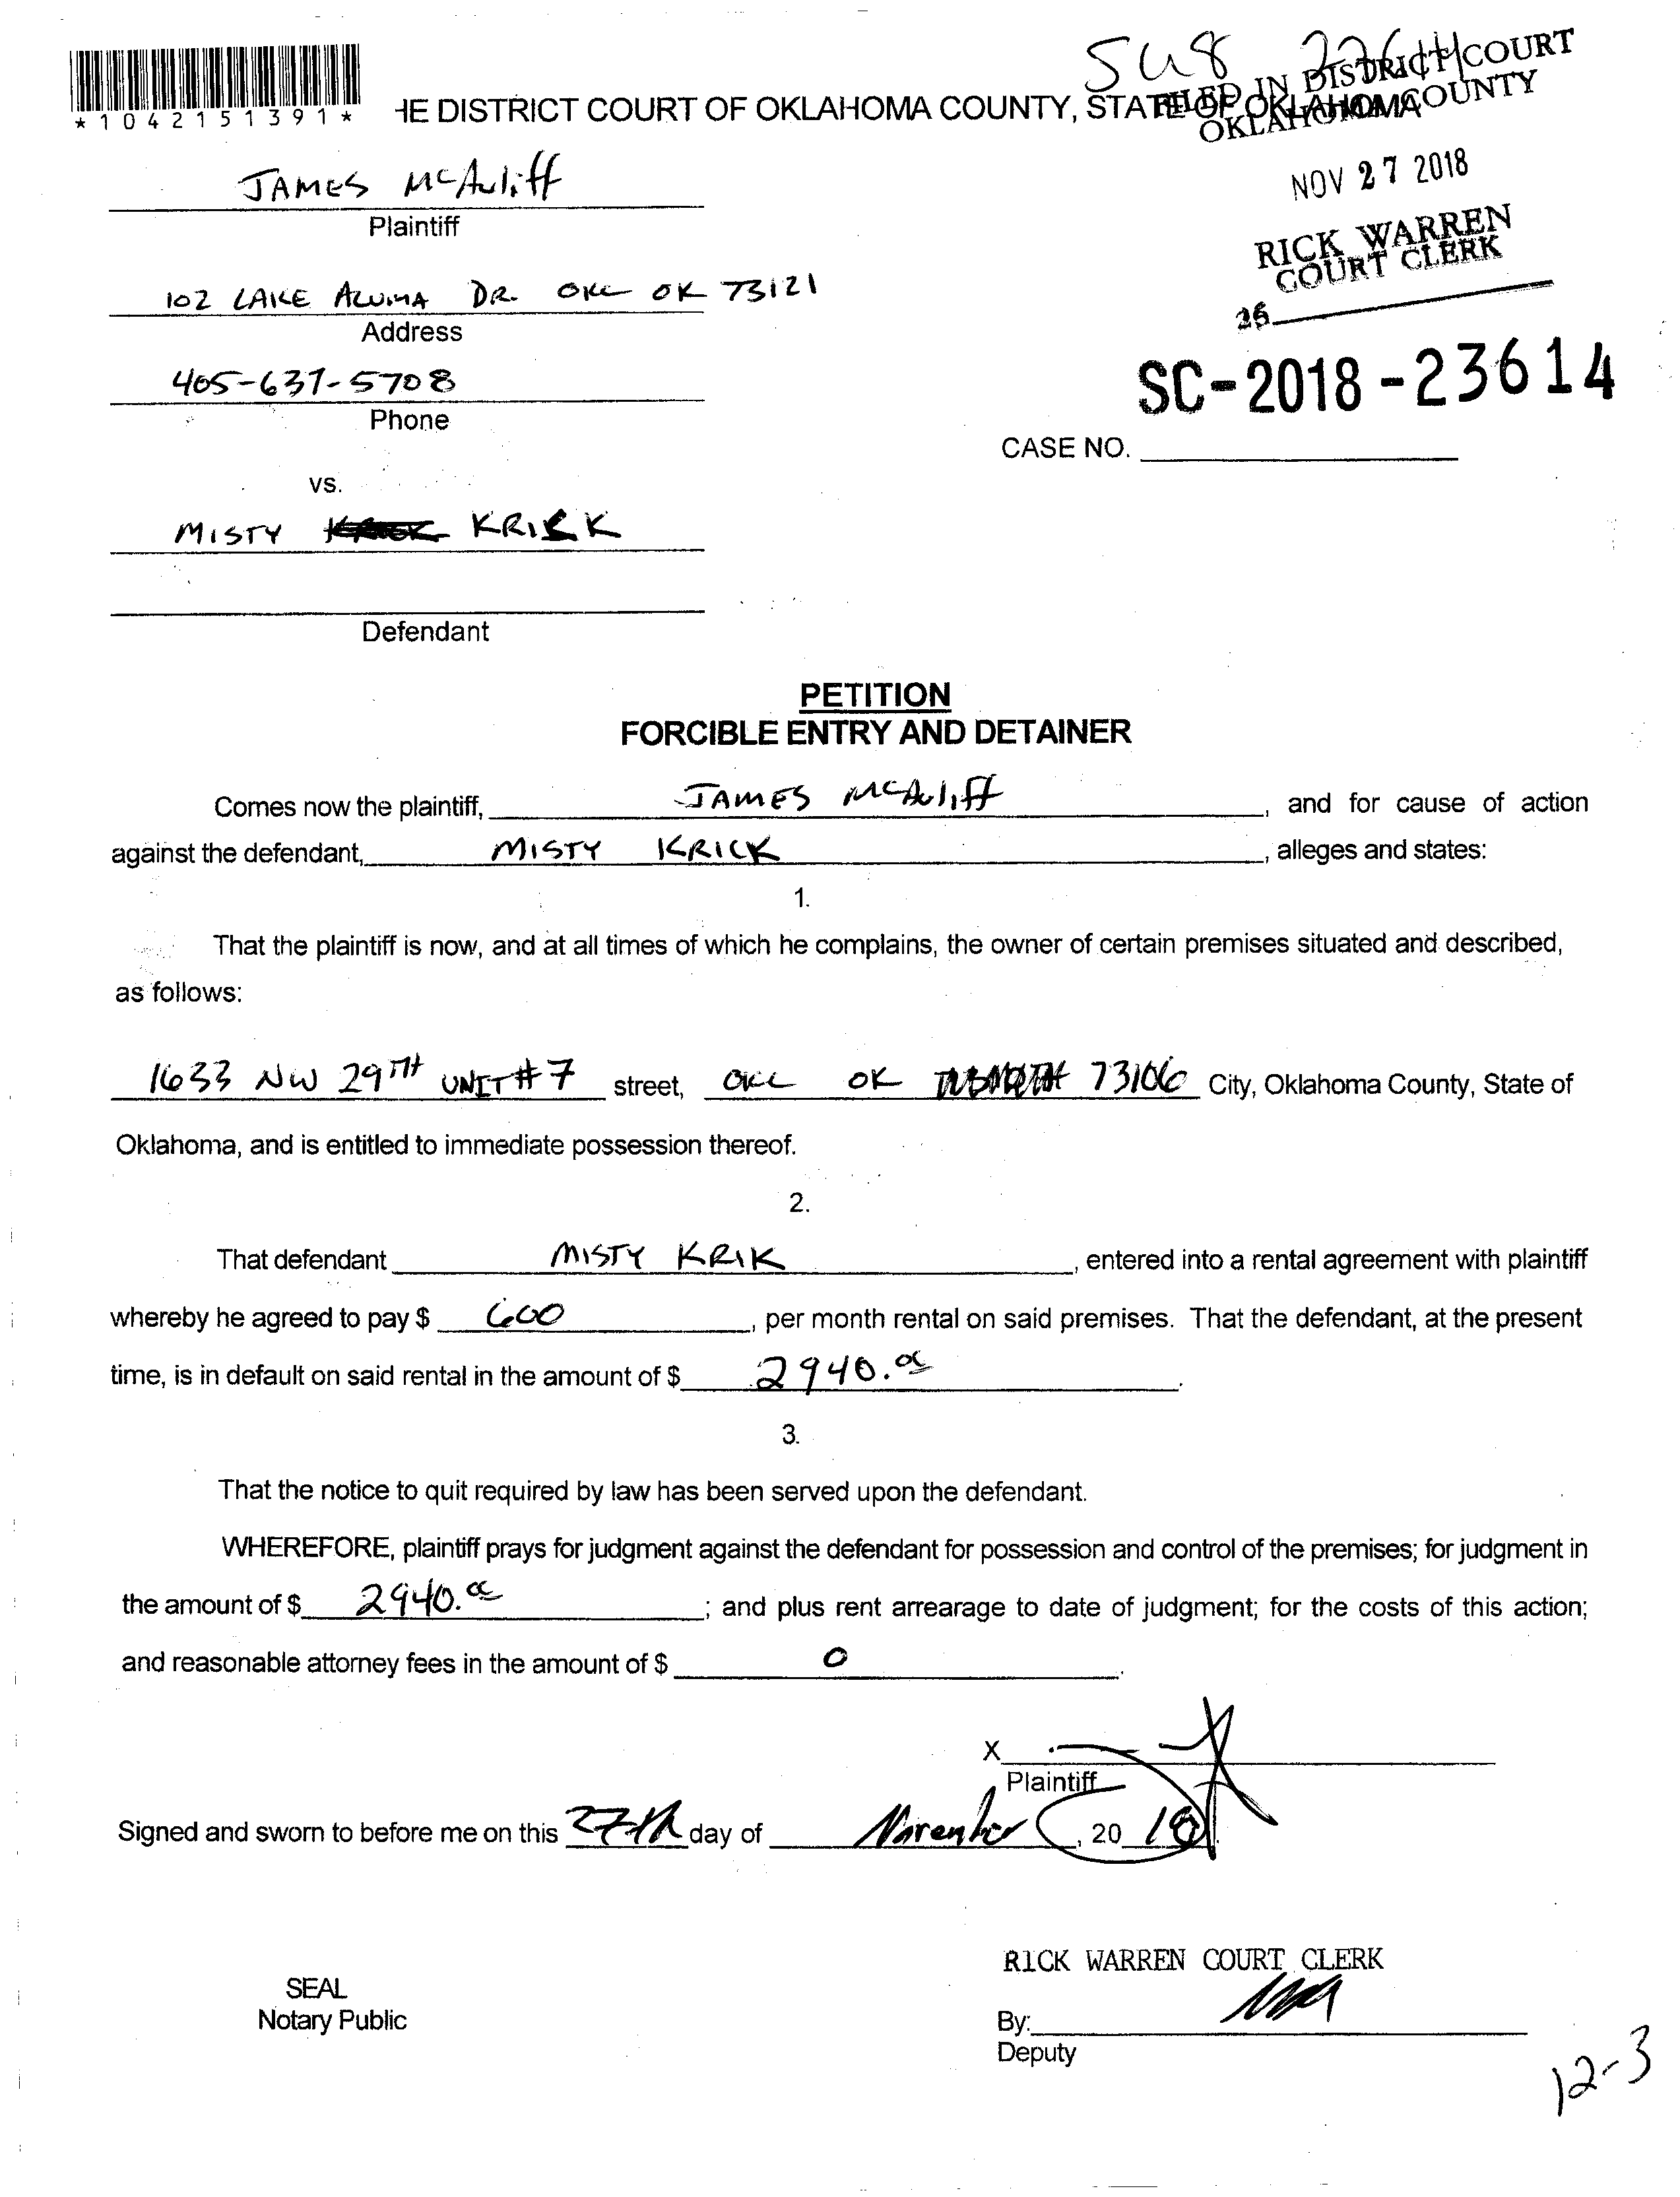 SU8 22614
*1042151391*
HE DISTRICT COURT OF OKLAHOMA COUNTY, STATE OF OKLAHOMA
FILED IN DISTRICT COURT
OKLAHOMA COUNTY
JAMES McAuliff
Plaintiff
NOV 27 2018
RICK WARREN
COURT CLERK
102 LAKE ALUMA DR. OKC OK 73121
Address
405-637-5708
Phone
SC-2018-23614
CASE NO.
vs.
MISTY KRICK
Defendant
PETITION
FORCIBLE ENTRY AND DETAINER
Comes now the plaintiff, JAMES McAuliff, and for cause of action
against the defendant, MISTY KRICK, alleges and states:
1.
That the plaintiff is now, and at all times of which he complains, the owner of certain premises situated and described,
as follows:
1633 NW 29TH UNIT #7 street, OKC OK 73106 City, Oklahoma County, State of
Oklahoma, and is entitled to immediate possession thereof.
2.
That defendant MISTY KRIK, entered into a rental agreement with plaintiff
whereby he agreed to pay $ 600, per month rental on said premises. That the defendant, at the present
time, is in default on said rental in the amount of $ 2940.00.
3.
That the notice to quit required by law has been served upon the defendant.
WHEREFORE, plaintiff prays for judgment against the defendant for possession and control of the premises; for judgment in
the amount of $ 2940.00; and plus rent arrearage to date of judgment; for the costs of this action;
and reasonable attorney fees in the amount of $ 0.
X
Plaintiff
Signed and sworn to before me on this 27th day of November, 20 18.
RICK WARREN COURT CLERK
SEAL
Notary Public
By:
Deputy
12-3